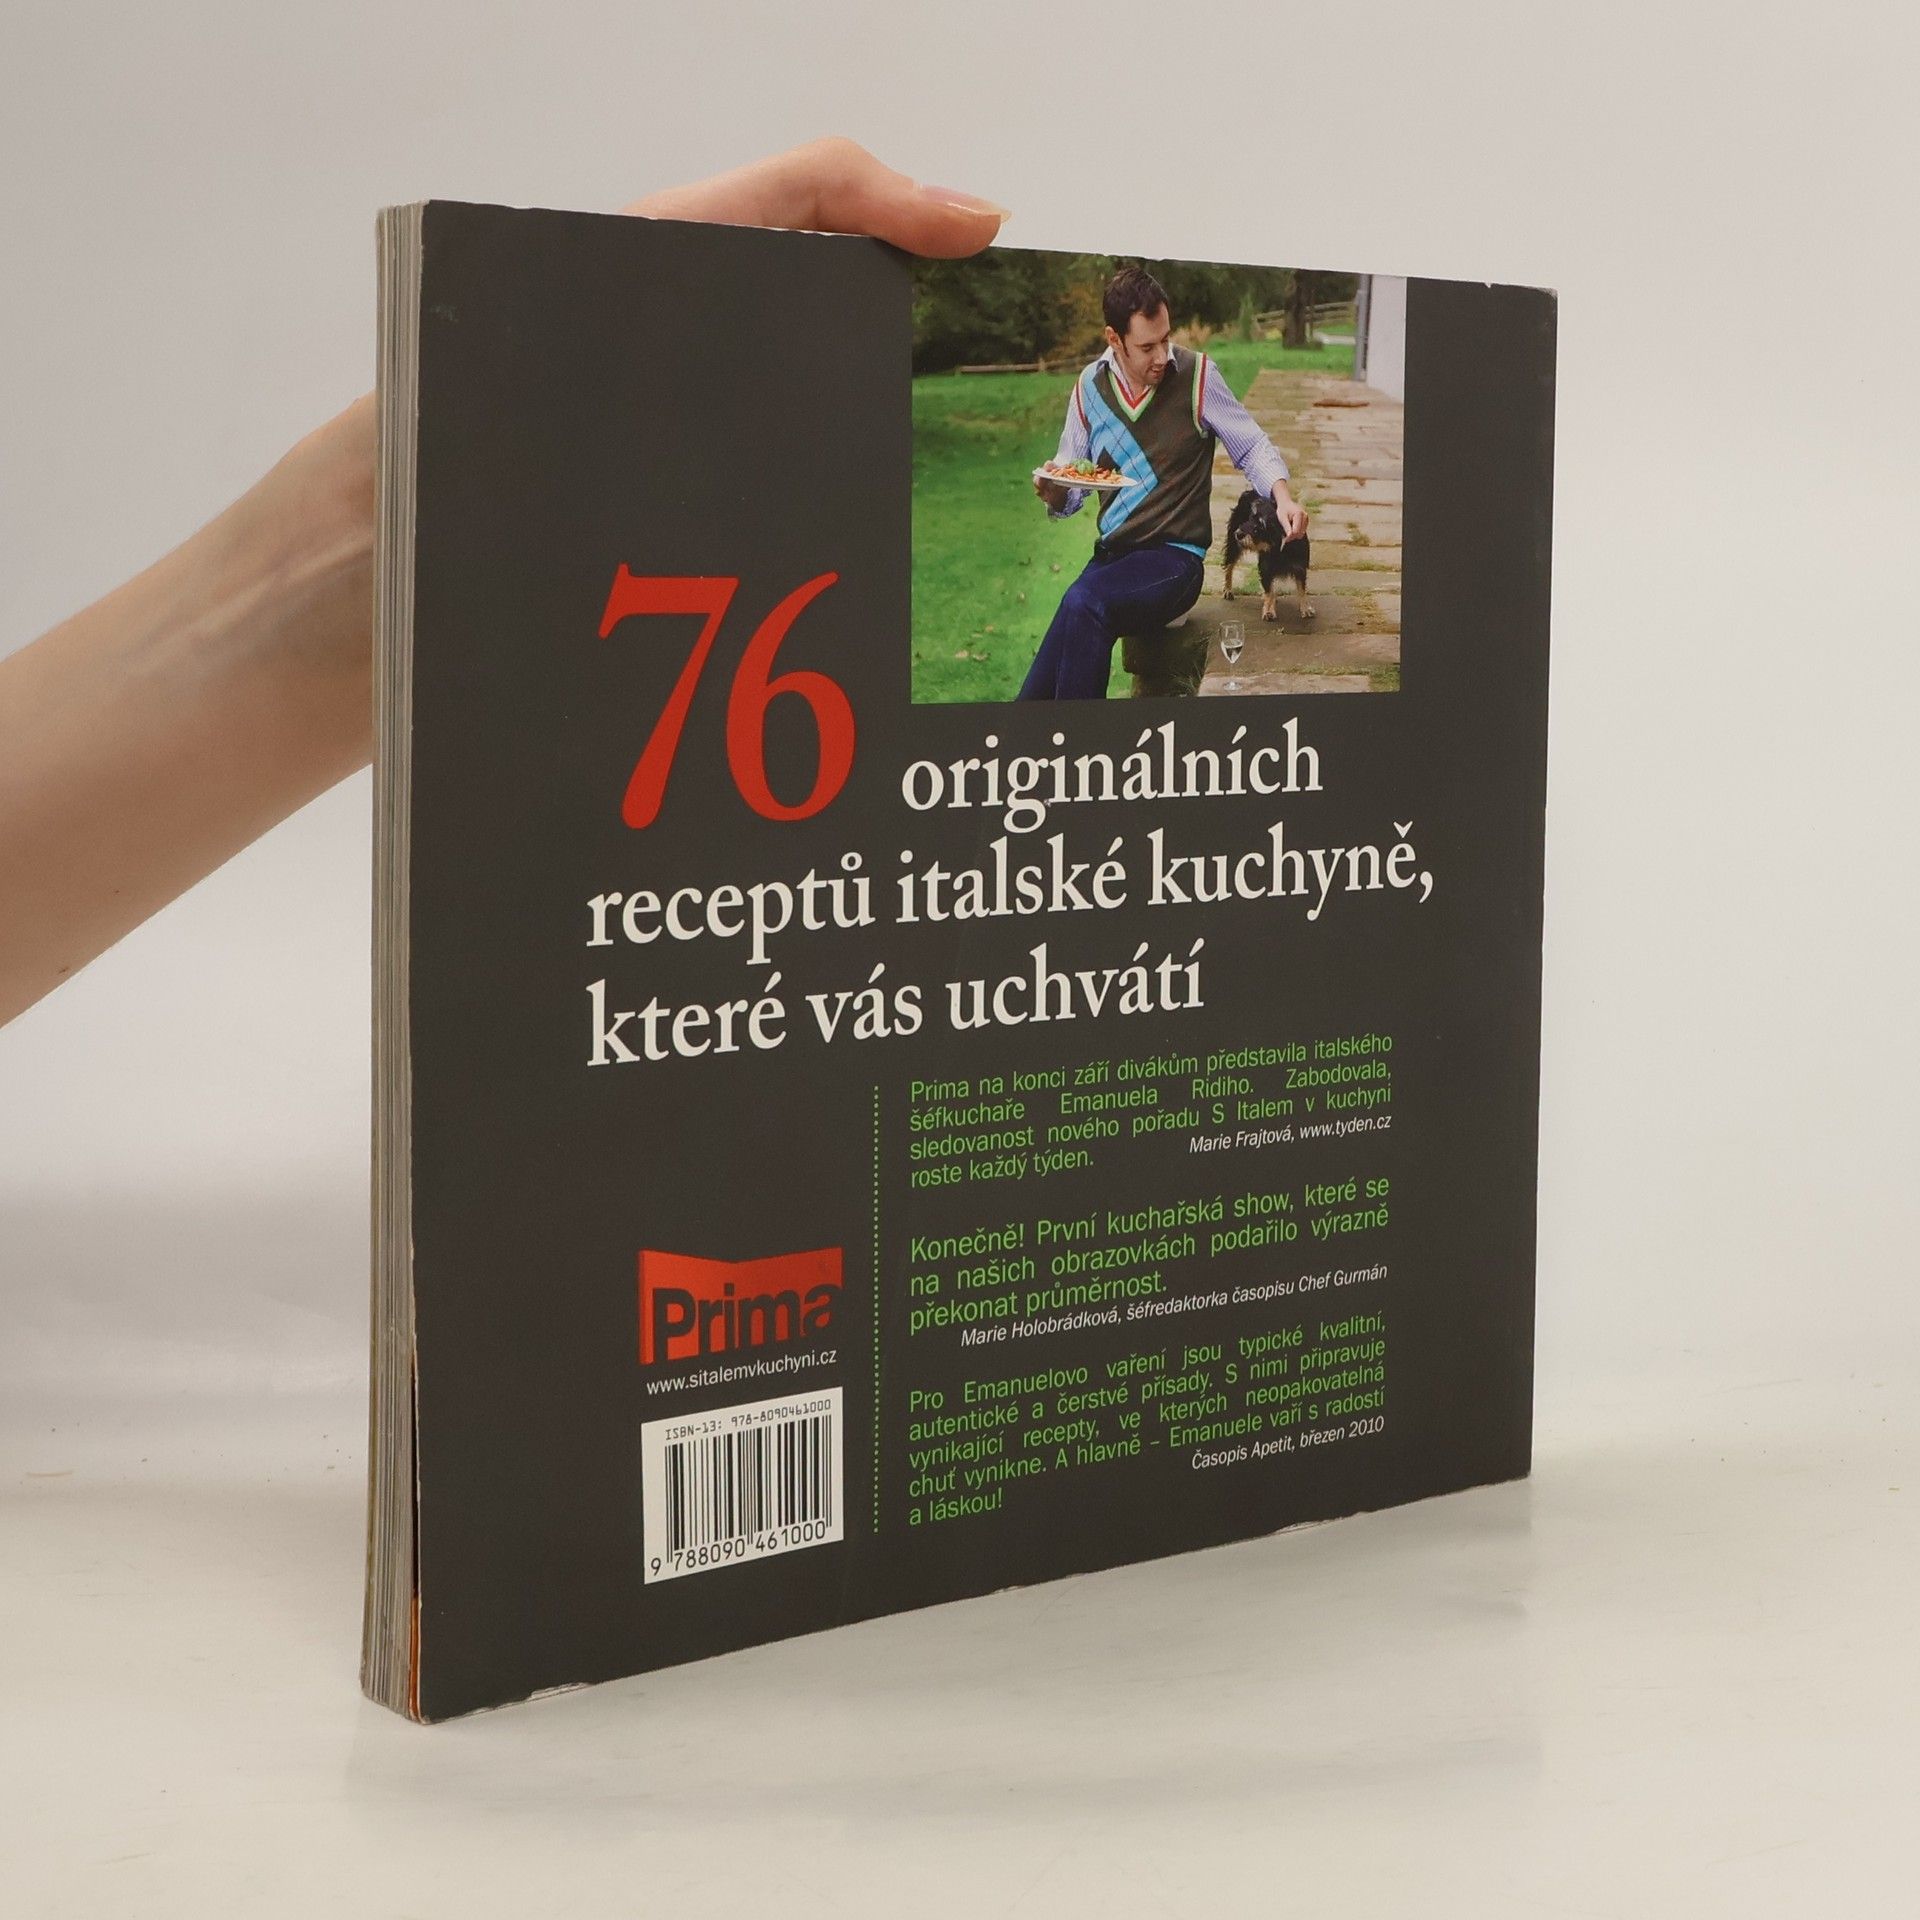 76 originálních
receptů italské kuchyně,
které vás uchvátí
Prima na konci září divákům představila italského
šéfkuchaře Emanuela Ridiho. Zabodovala,
sledovanost nového pořadu S Italem v kuchyni
roste každý týden.
Marie Frajtová, www.tyden.cz
Konečně! První kuchařská show, které se
na našich obrazovkách podařilo výrazně
překonat průměrnost.
Marie Holobrádková, šéfredaktorka časopisu Chef Gurmán
Pro Emanuelovo vaření jsou typické kvalitní,
autentické a čerstvé přísady. S nimi připravuje
vynikající recepty, ve kterých neopakovatelná
chuť vynikne. A hlavně – Emanuele vaří s radostí
a láskou!
Časopis Apetit, březen 2010
Prima
www.sitalemvkuchyni.cz
ISBN-13: 978-8090461000
9 788090 461000